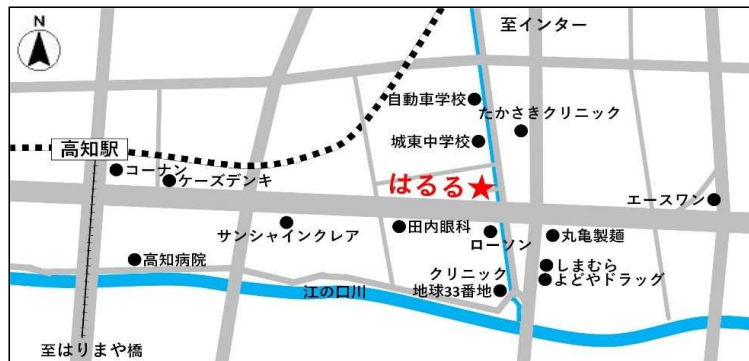 N
至インター
自動車学校
たかさきクリニック
城東中学校
高知駅
コーナン
ケーズデンキ
はるる
エースワン
サンシャインクレア
田内眼科
ローソン
丸亀製麺
高知病院
しまむら
よどやドラッグ
クリニック
地球33番地
江の口川
至はりまや橋